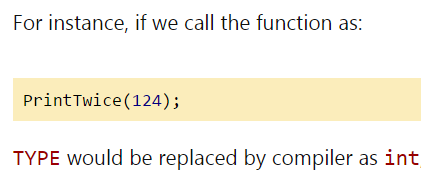 For instance, if we call the function as:
PrintTwice(124);
TYPE would be replaced by compiler as int